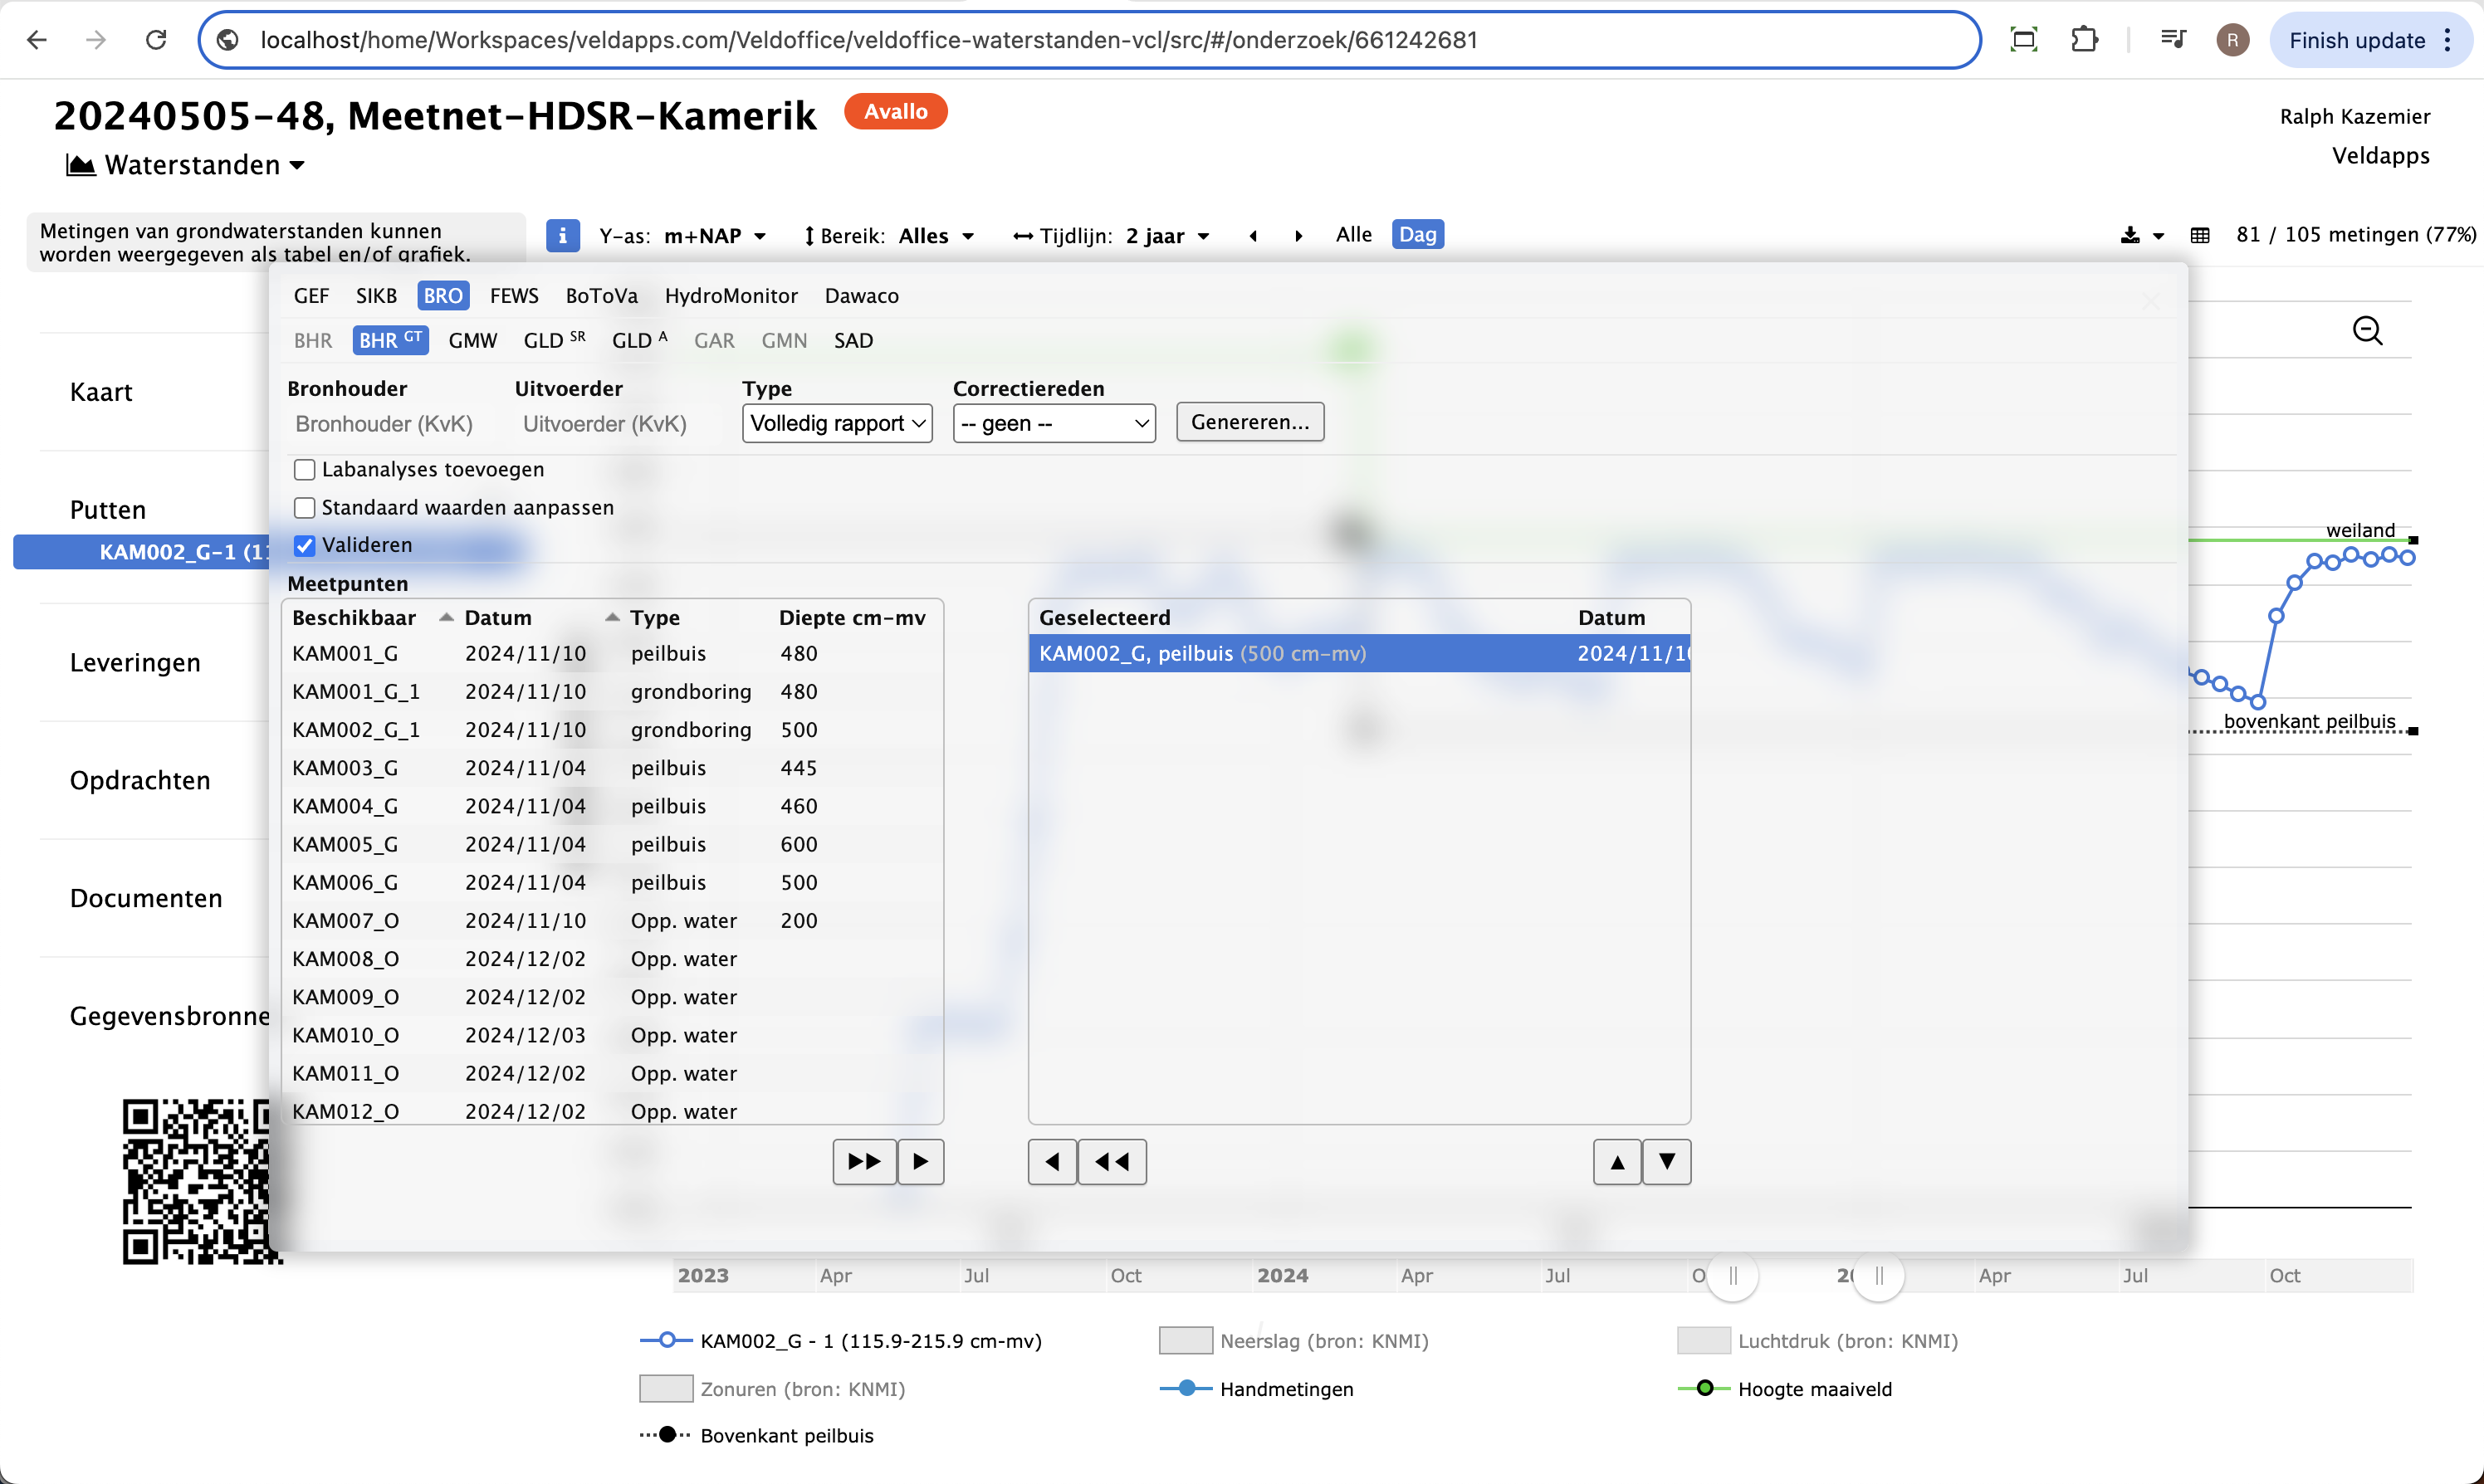 localhost/home/Workspaces/veldapps.com/Veldoffice/veldoffice-waterstanden-vcl/src/#/onderzoek/661242681
R
Finish update
20240505-48, Meetnet-HDSR-Kamerik
Avallo
Ralph Kazemier
Waterstanden
Veldapps
Metingen van grondwaterstanden kunnen
worden weergegeven als tabel en/of grafiek.
i Y-as: m+NAP Bereik: Alles Tijdlijn: 2 jaar Alle Dag
81 / 105 metingen (77%)
GEF SIKB BRO FEWS BoToVa HydroMonitor Dawaco
BHR BHR GT GMW GLD SR GLD A GAR GMN SAD
Kaart
Putten
KAM002_G-1 (11
Leveringen
Opdrachten
Documenten
Gegevensbronne
Bronhouder Uitvoerder Type Correctiereden
Bronhouder (KvK) Uitvoerder (KvK) Volledig rapport -- geen -- Genereren...
Labanalyses toevoegen
Standaard waarden aanpassen
Valideren
Meetpunten
Beschikbaar Datum Type Diepte cm-mv
KAM001_G 2024/11/10 peilbuis 480
KAM001_G_1 2024/11/10 grondboring 480
KAM002_G_1 2024/11/10 grondboring 500
KAM003_G 2024/11/04 peilbuis 445
KAM004_G 2024/11/04 peilbuis 460
KAM005_G 2024/11/04 peilbuis 600
KAM006_G 2024/11/04 peilbuis 500
KAM007_O 2024/11/10 Opp. water 200
KAM008_O 2024/12/02 Opp. water
KAM009_O 2024/12/02 Opp. water
KAM010_O 2024/12/03 Opp. water
KAM011_O 2024/12/02 Opp. water
KAM012_O 2024/12/02 Opp. water
Geselecteerd Datum
KAM002_G, peilbuis (500 cm-mv) 2024/11/10
weiland
bovenkant peilbuis
2023 Apr Jul Oct 2024 Apr Jul O 20 Apr Jul Oct
KAM002_G - 1 (115.9-215.9 cm-mv) Neerslag (bron: KNMI) Luchtdruk (bron: KNMI)
Zonuren (bron: KNMI) Handmetingen Hoogte maaiveld
Bovenkant peilbuis